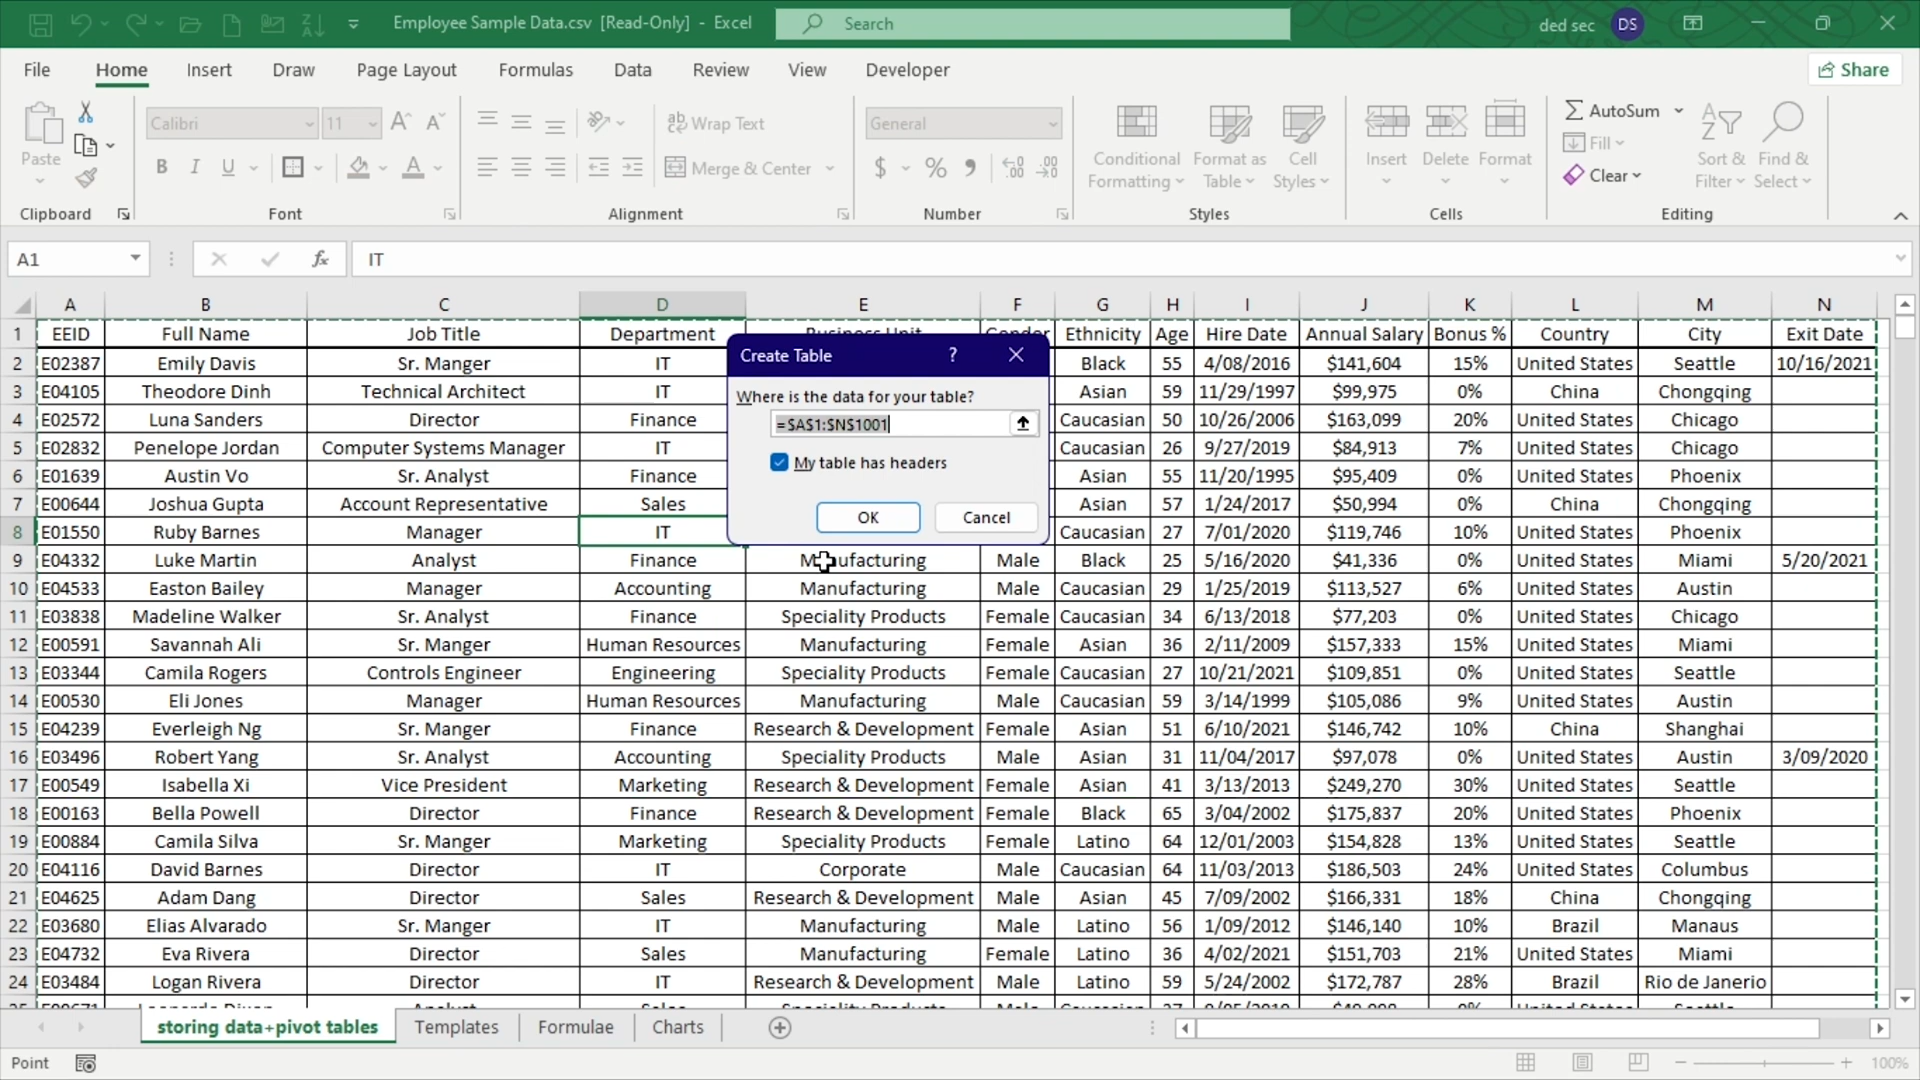 Employee Sample Data.csv [Read-Only] - Excel
Search
ded sec DS
File Home Insert Draw Page Layout Formulas Data Review View Developer
Share
Paste
Calibri 11
Wrap Text
Merge & Center
General
Conditional Formatting
Format as Table
Cell Styles
Insert Delete Format
AutoSum
Fill
Clear
Sort & Filter
Find & Select
Clipboard Font Alignment Number Styles Cells Editing
A1 fx IT
A B C D E F G H I J K L M N
1 EEID Full Name Job Title Department Ethnicity Age Hire Date Annual Salary Bonus % Country City Exit Date
2 E02387 Emily Davis Sr. Manger IT Black 55 4/08/2016 $141,604 15% United States Seattle 10/16/2021
3 E04105 Theodore Dinh Technical Architect IT Asian 59 11/29/1997 $99,975 0% China Chongqing
4 E02572 Luna Sanders Director Finance Caucasian 50 10/26/2006 $163,099 20% United States Chicago
5 E02832 Penelope Jordan Computer Systems Manager IT Caucasian 26 9/27/2019 $84,913 7% United States Chicago
6 E01639 Austin Vo Sr. Analyst Finance Asian 55 11/20/1995 $95,409 0% United States Phoenix
7 E00644 Joshua Gupta Account Representative Sales Asian 57 1/24/2017 $50,994 0% China Chongqing
8 E01550 Ruby Barnes Manager IT Caucasian 27 7/01/2020 $119,746 10% United States Phoenix
9 E04332 Luke Martin Analyst Finance Manufacturing Male Black 25 5/16/2020 $41,336 0% United States Miami 5/20/2021
10 E04533 Easton Bailey Manager Accounting Manufacturing Male Caucasian 29 1/25/2019 $113,527 6% United States Austin
11 E03838 Madeline Walker Sr. Analyst Finance Speciality Products Female Caucasian 34 6/13/2018 $77,203 0% United States Chicago
12 E00591 Savannah Ali Sr. Manger Human Resources Manufacturing Female Asian 36 2/11/2009 $157,333 15% United States Miami
13 E03344 Camila Rogers Controls Engineer Engineering Speciality Products Female Caucasian 27 10/21/2021 $109,851 0% United States Seattle
14 E00530 Eli Jones Manager Human Resources Manufacturing Male Caucasian 59 3/14/1999 $105,086 9% United States Austin
15 E04239 Everleigh Ng Sr. Manger Finance Research & Development Female Asian 51 6/10/2021 $146,742 10% China Shanghai
16 E03496 Robert Yang Sr. Analyst Accounting Speciality Products Male Asian 31 11/04/2017 $97,078 0% United States Austin 3/09/2020
17 E00549 Isabella Xi Vice President Marketing Research & Development Female Asian 41 3/13/2013 $249,270 30% United States Seattle
18 E00163 Bella Powell Director Finance Research & Development Female Black 65 3/04/2002 $175,837 20% United States Phoenix
19 E00884 Camila Silva Sr. Manger Marketing Speciality Products Female Latino 64 12/01/2003 $154,828 13% United States Seattle
20 E04116 David Barnes Director IT Corporate Male Caucasian 64 11/03/2013 $186,503 24% United States Columbus
21 E04625 Adam Dang Director Sales Research & Development Male Asian 45 7/09/2002 $166,331 18% China Chongqing
22 E03680 Elias Alvarado Sr. Manger IT Manufacturing Male Latino 56 1/09/2012 $146,140 10% Brazil Manaus
23 E04732 Eva Rivera Director Sales Manufacturing Female Latino 36 4/02/2021 $151,703 21% United States Miami
24 E03484 Logan Rivera Director IT Research & Development Male Latino 59 5/24/2002 $172,787 28% Brazil Rio de Janerio
Create Table ?
Where is the data for your table?
=$A$1:$N$1001
My table has headers
OK Cancel
storing data+pivot tables Templates Formulae Charts
Point
100%